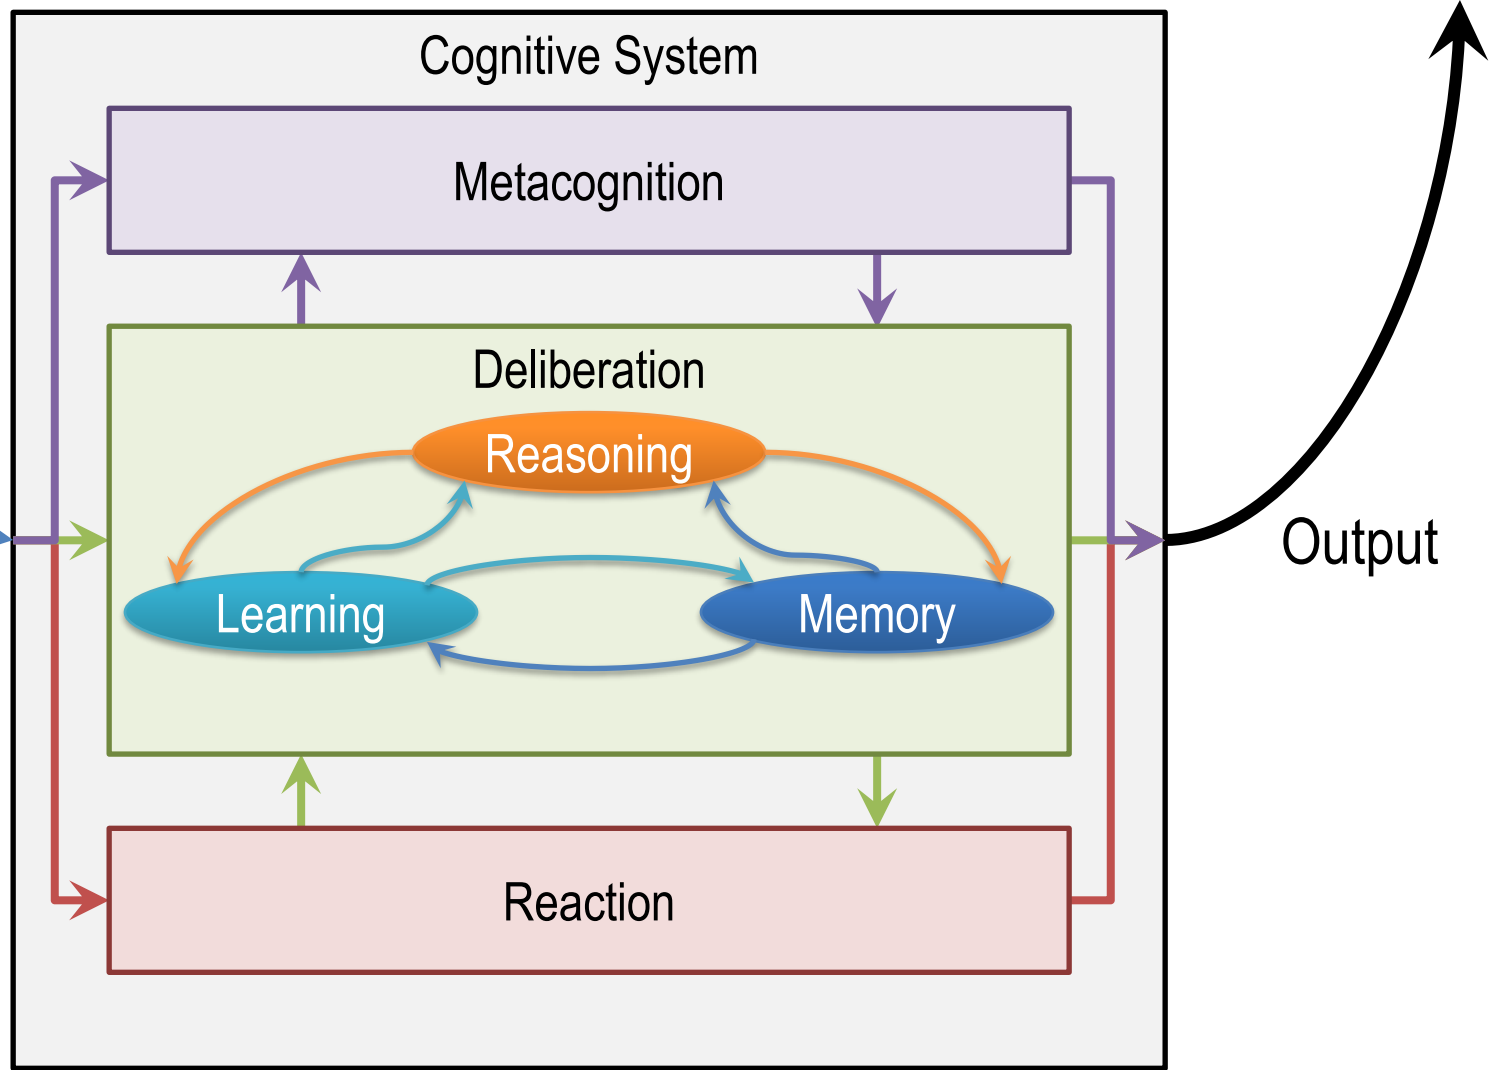 Cognitive System
Metacognition
Deliberation
Reasoning
Learning
Memory
Reaction
Output